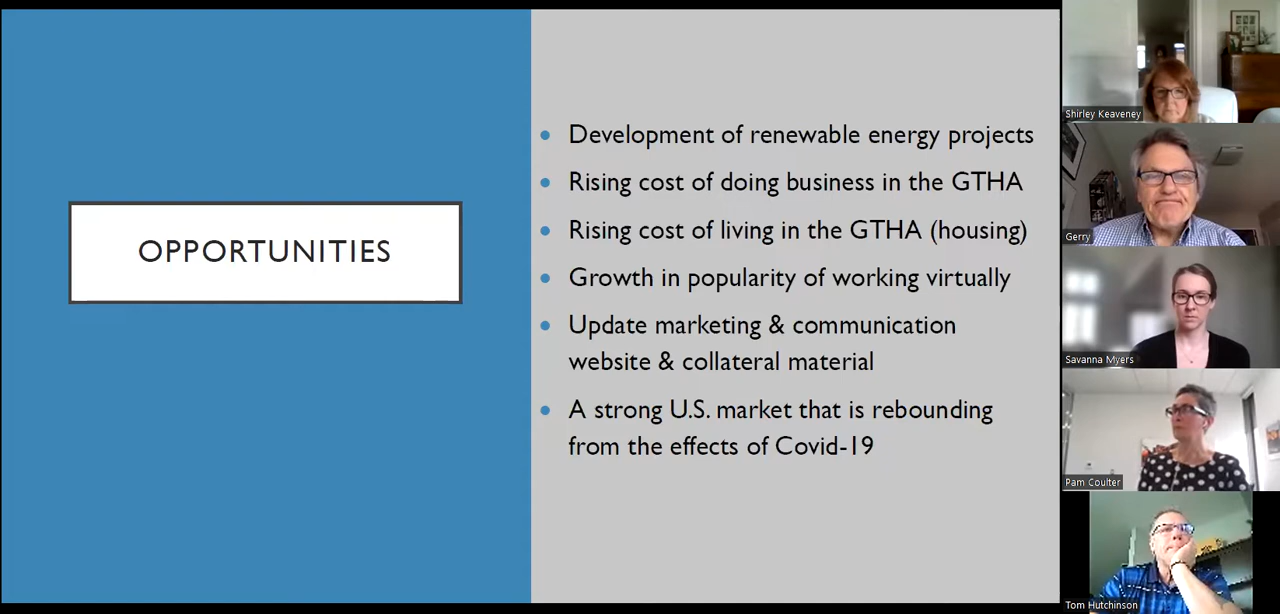 OPPORTUNITIES
Development of renewable energy projects
Rising cost of doing business in the GTHA
Rising cost of living in the GTHA (housing)
Growth in popularity of working virtually
Update marketing & communication
website & collateral material
A strong U.S. market that is rebounding
from the effects of Covid-19
Shirley Keaveney
Gerry
Savanna Myers
Pam Coulter
Tom Hutchinson